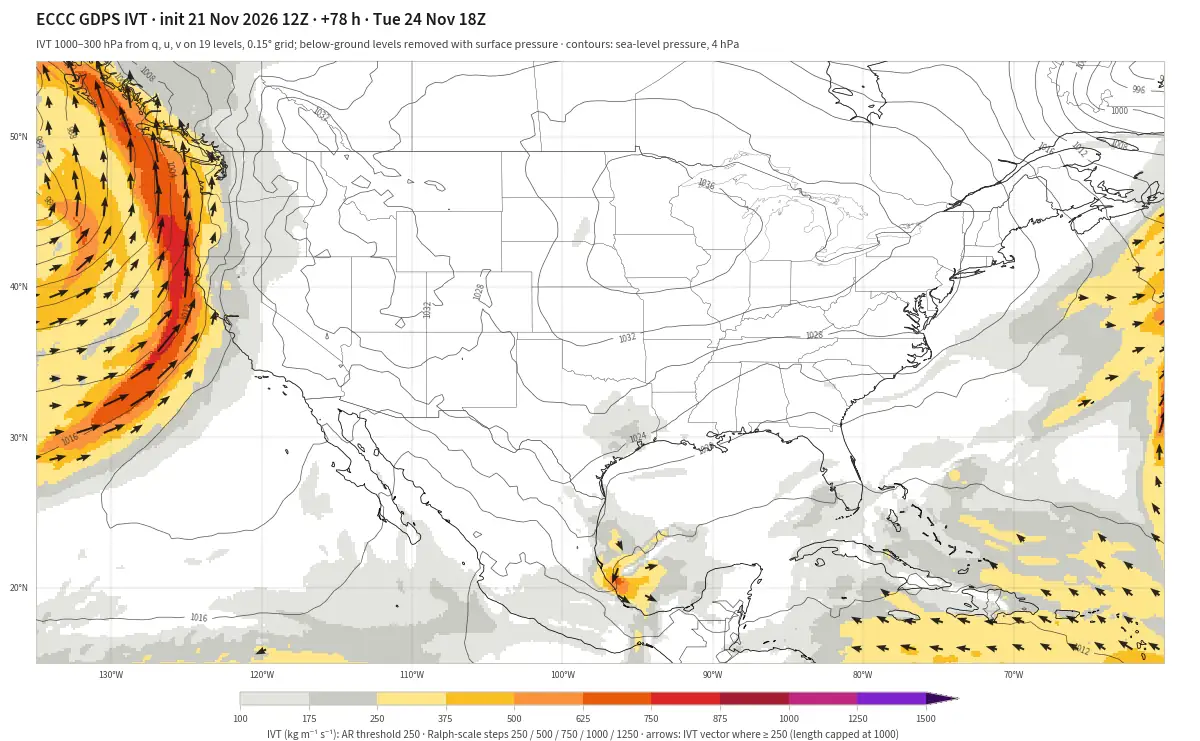 ECCC GDPS IVT · init 21 Nov 2026 12Z · +78 h · Tue 24 Nov 18Z
IVT 1000–300 hPa from q, u, v on 19 levels, 0.15° grid; below-ground levels removed with surface pressure · contours: sea-level pressure, 4 hPa
1008
996
1000
1032
50°N
1016
1012
1004
1036
40°N
1028
1032
1032
1028
30°N
1016
1024
20°N
1016
1012
130°W
120°W
110°W
100°W
90°W
80°W
70°W
100
175
250
375
500
625
750
875
1000
1250
1500
IVT (kg m⁻¹ s⁻¹): AR threshold 250 · Ralph-scale steps 250 / 500 / 750 / 1000 / 1250 · arrows: IVT vector where ≥ 250 (length capped at 1000)